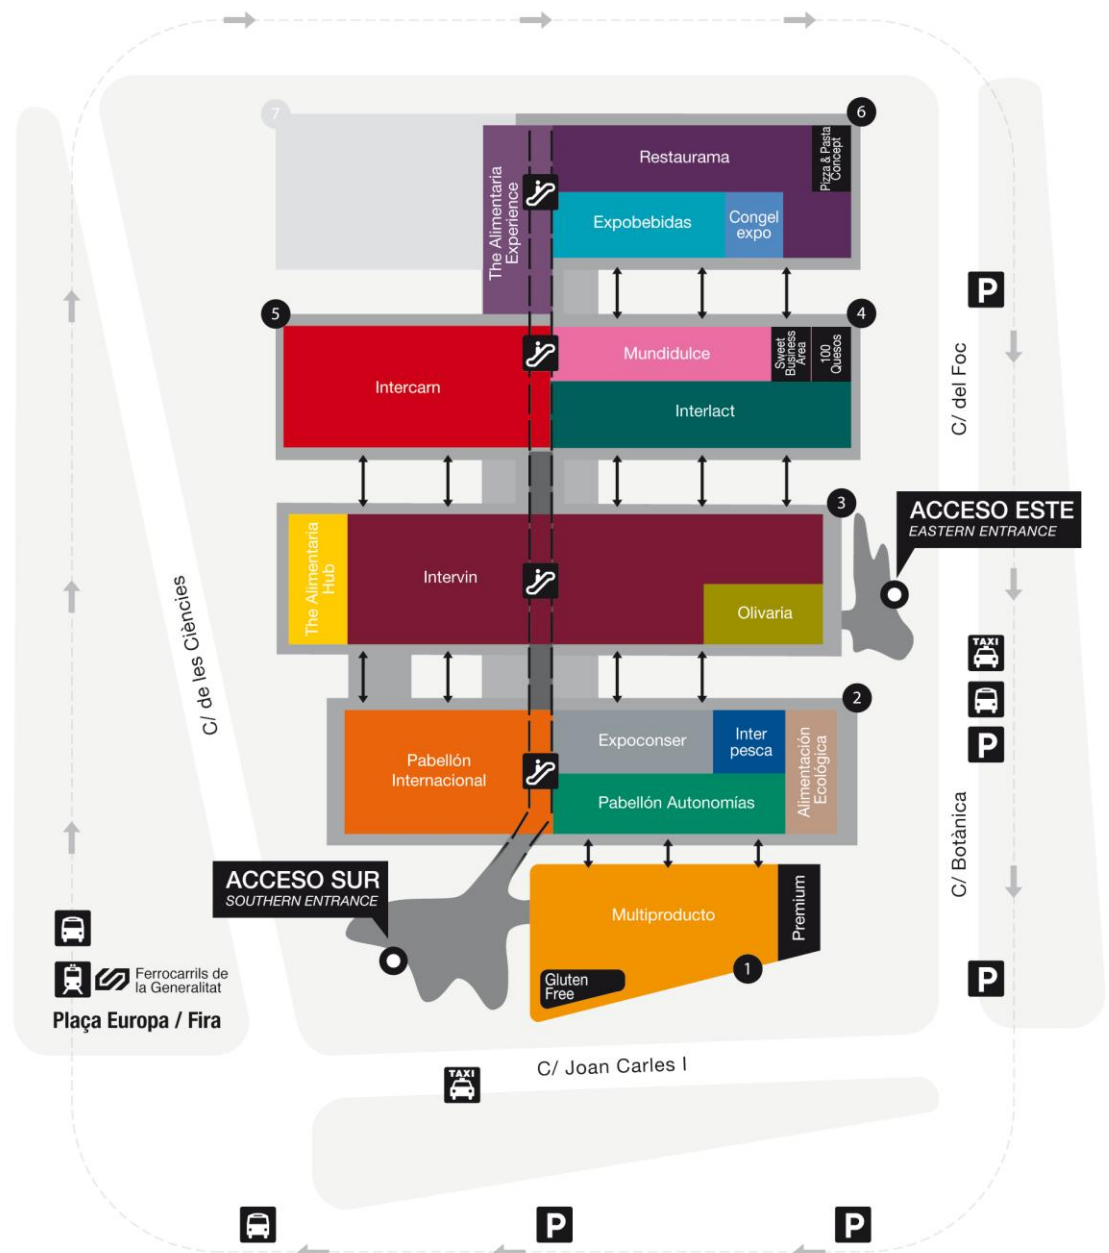 7
6
Restaurama
Pizza & Pasta
Concept
The Alimentaria
Experience
Expobebidas
Congel
expo
P
5
4
Mundidulce
Sweet
Business
Area
100
Quesos
Intercarn
Interlact
C/ del Foc
3
ACCESO ESTE
EASTERN ENTRANCE
The Alimentaria
Hub
Intervin
Olivaria
C/ de les Ciències
TAXI
P
2
Expoconser
Inter
pesca
Alimentación
Ecológica
Pabellón
Internacional
Pabellón Autonomías
C/ Botànica
ACCESO SUR
SOUTHERN ENTRANCE
Multiproducto
Premium
1
Gluten
Free
P
Ferrocarrils de
la Generalitat
Plaça Europa / Fira
TAXI
C/ Joan Carles I
P
P